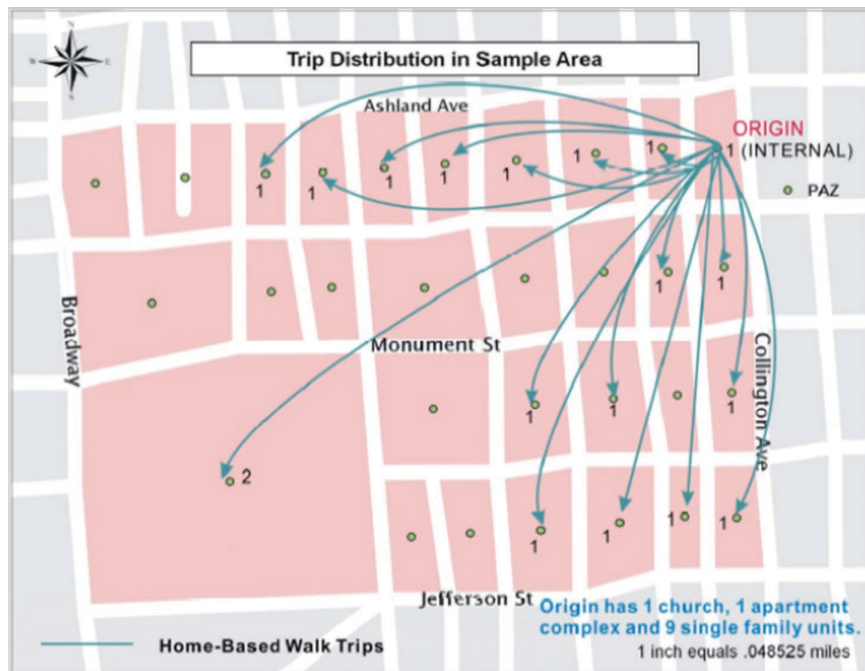 N
W E
S
Trip Distribution in Sample Area
Ashland Ave
ORIGIN
1 (INTERNAL)
1
1
1
1
1
1
1
1
PAZ
1
1
Broadway
Monument St
Collington Ave
1
1
1
2
1
1
1
1
Jefferson St
Origin has 1 church, 1 apartment
complex and 9 single family units.
Home-Based Walk Trips
1 inch equals .048525 miles